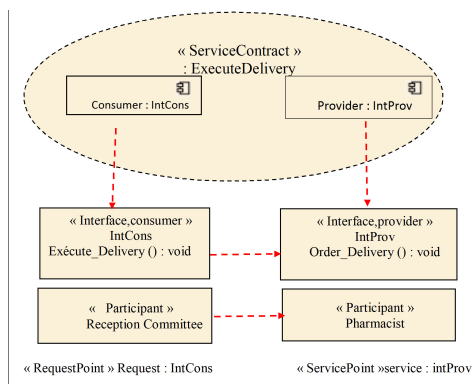 « ServiceContract »
: ExecuteDelivery
Consumer : IntCons
Provider : IntProv
« Interface,consumer »
IntCons
Exécute_Delivery () : void
« Interface,provider »
IntProv
Order_Delivery () : void
« Participant »
Reception Committee
« Participant »
Pharmacist
« RequestPoint » Request : IntCons
« ServicePoint »service : intProv